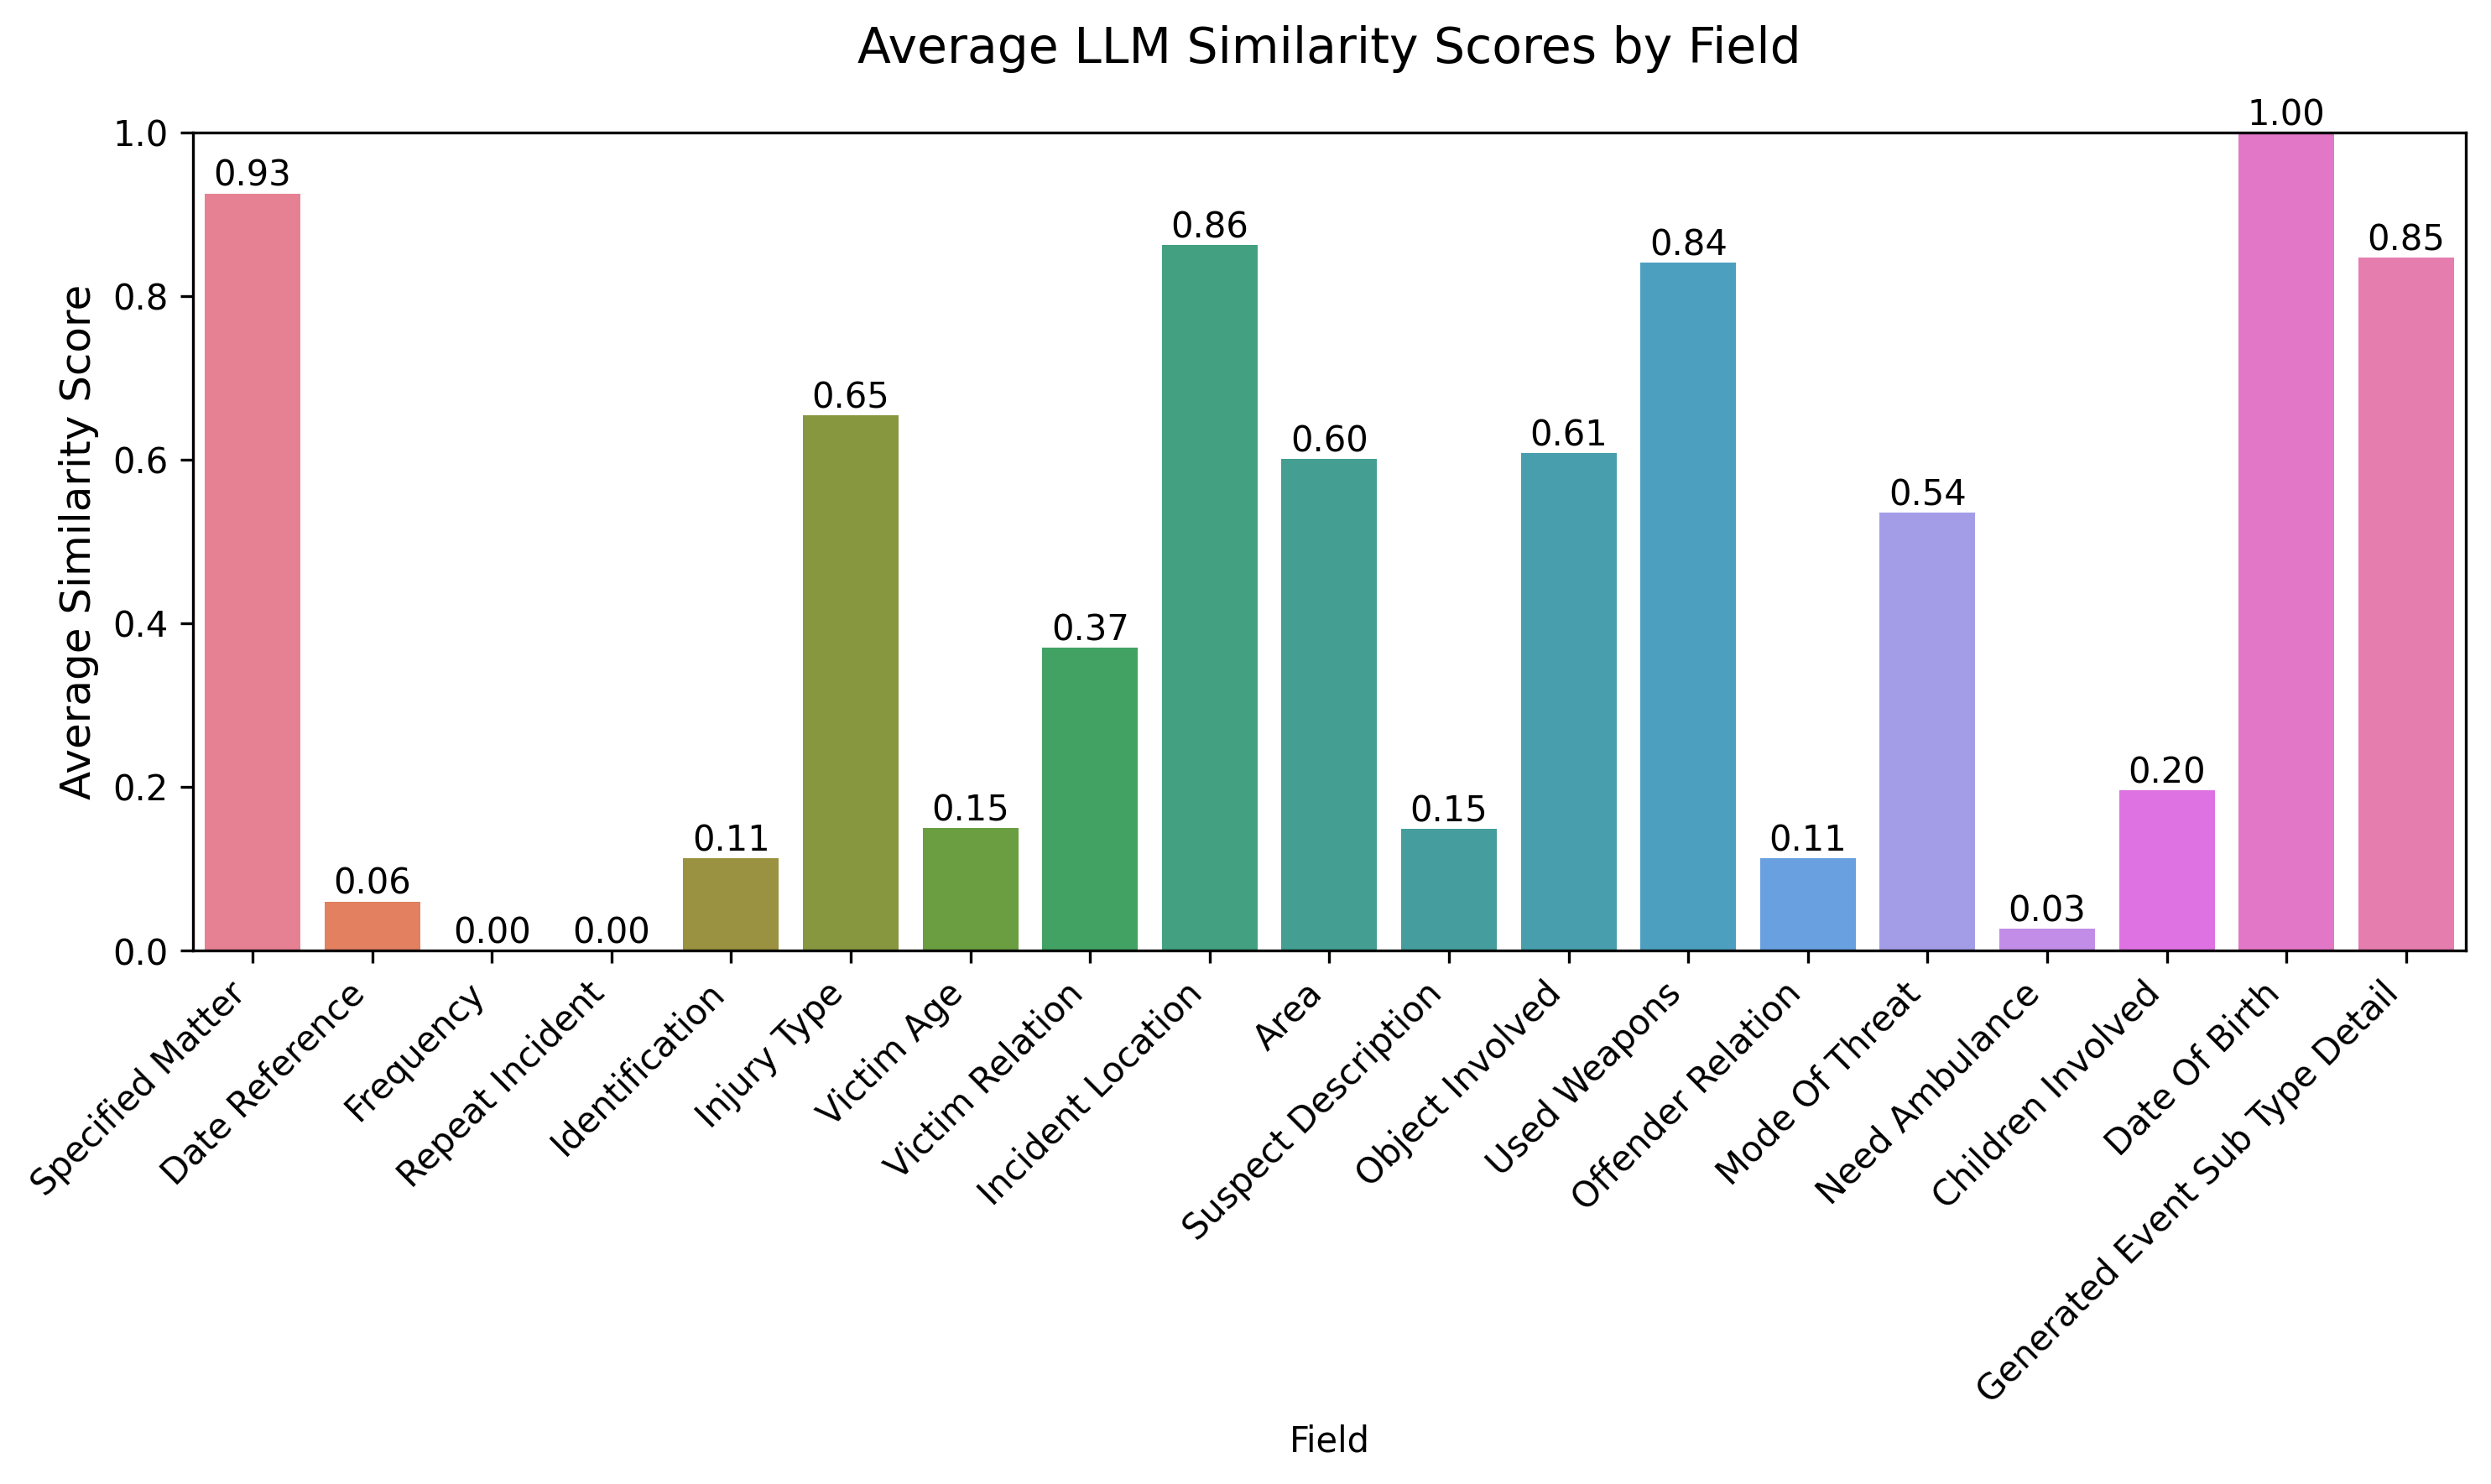 Average LLM Similarity Scores by Field
Average Similarity Score
1.0
0.8
0.6
0.4
0.2
0.0
0.93
0.06
0.00
0.00
0.11
0.65
0.15
0.37
0.86
0.60
0.15
0.61
0.84
0.11
0.54
0.03
0.20
1.00
0.85
Specified Matter
Date Reference
Frequency
Repeat Incident
Identification
Injury Type
Victim Age
Victim Relation
Incident Location
Area
Suspect Description
Object Involved
Used Weapons
Offender Relation
Mode Of Threat
Need Ambulance
Children Involved
Date Of Birth
Generated Event Sub Type Detail
Field